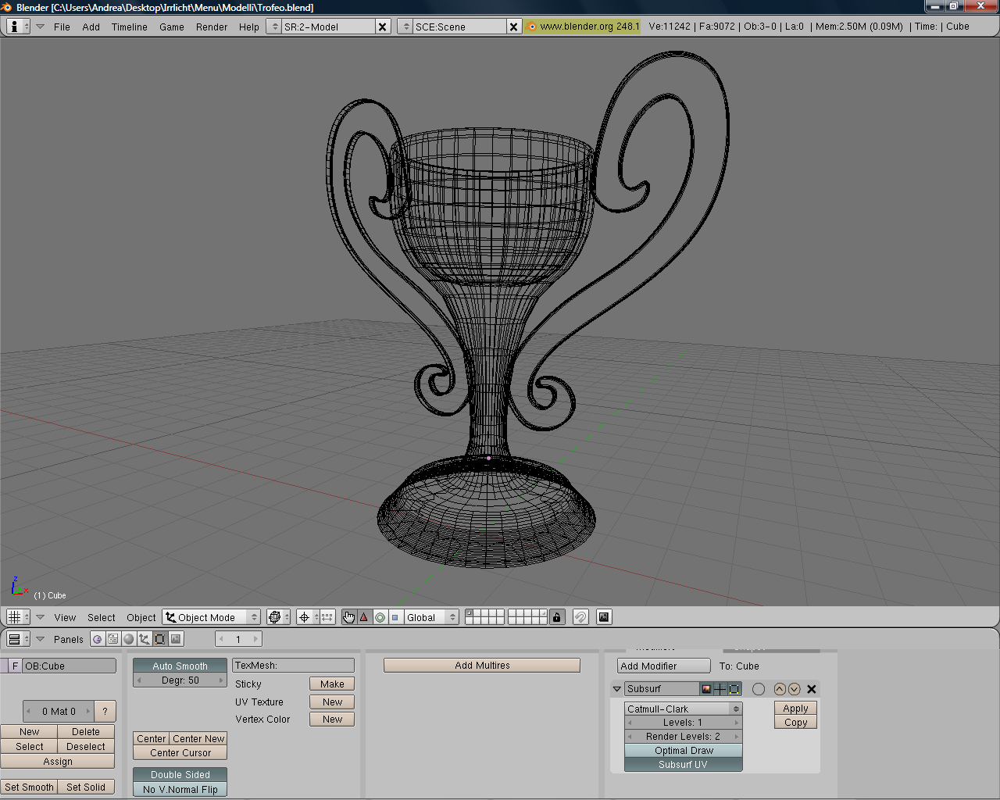 Blender [C:\Users\Andrea\Desktop\Irrlicht\Menu\Modelli\Trofeo.blend]
File Add Timeline Game Render Help SR:2-Model SCE:Scene www.blender.org 248.1 Ve:11242 | Fa:9072 | Ob:3-0 | La:0 | Mem:2.50M (0.09M) | Time: | Cube
z
x
(1) Cube
View Select Object Object Mode Global
Panels 1
F OB:Cube
Auto Smooth
Degr: 50
TexMesh:
Sticky Make
UV Texture New
Vertex Color New
0 Mat 0 ?
New Delete
Select Deselect
Assign
Set Smooth Set Solid
Center Center New
Center Cursor
Double Sided
No V.Normal Flip
Add Multires
Add Modifier To: Cube
Subsurf
Catmull-Clark
Levels: 1
Render Levels: 2
Optimal Draw
Subsurf UV
Apply
Copy